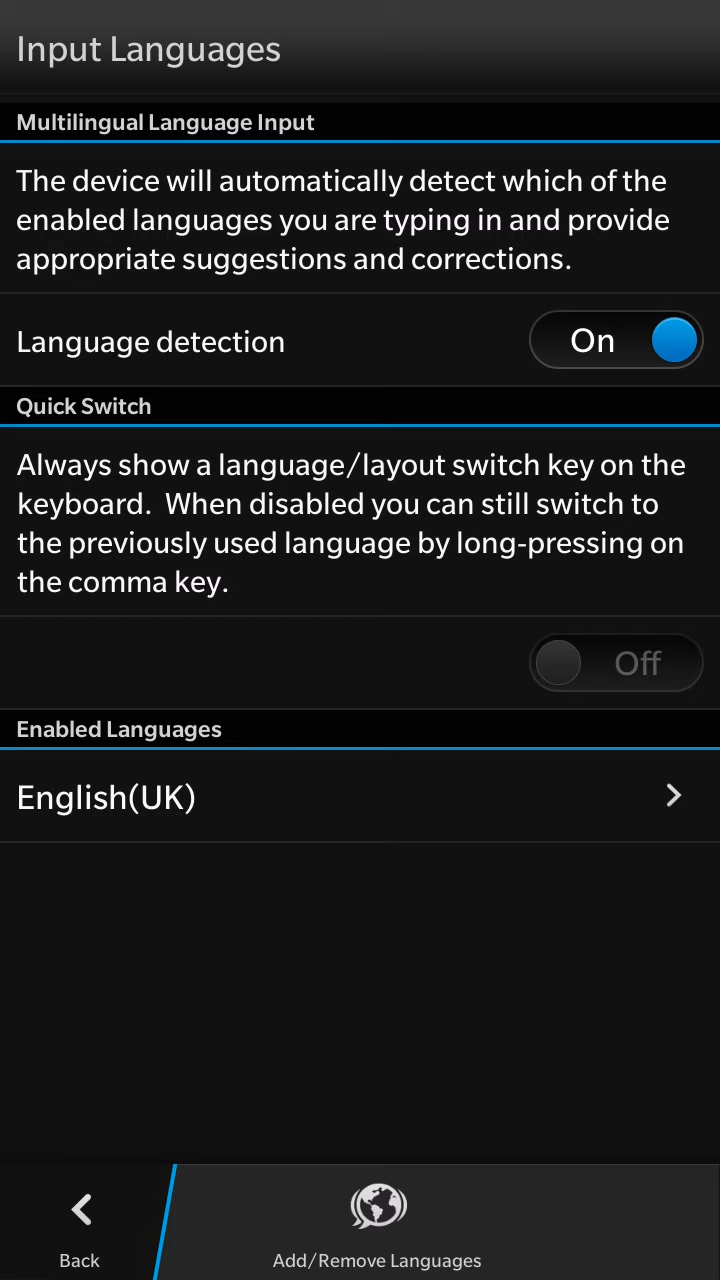 Input Languages
Multilingual Language Input
The device will automatically detect which of the
enabled languages you are typing in and provide
appropriate suggestions and corrections.
Language detection On
Quick Switch
Always show a language/layout switch key on the
keyboard.  When disabled you can still switch to
the previously used language by long-pressing on
the comma key.
Off
Enabled Languages
English(UK)
Back
Add/Remove Languages